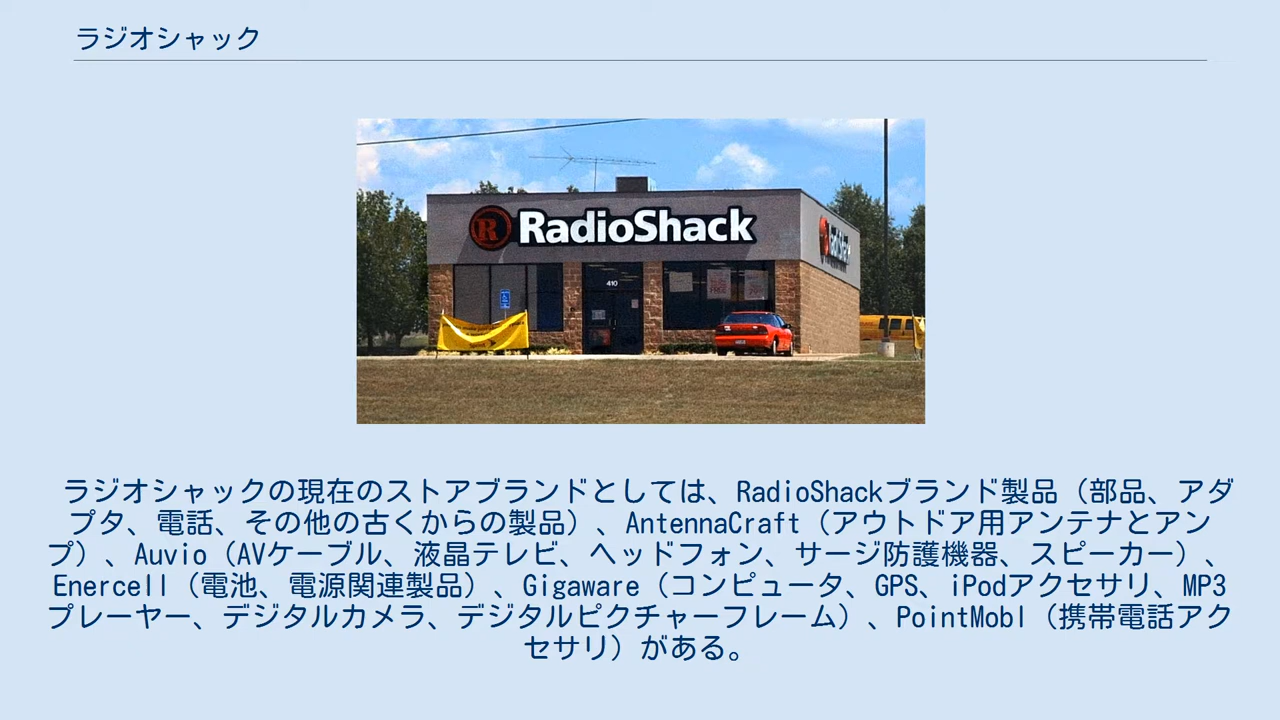 ラジオシャック
RadioShack
410
ラジオシャックの現在のストアブランドとしては、RadioShackブランド製品（部品、アダ
プタ、電話、その他の古くからの製品）、AntennaCraft（アウトドア用アンテナとアン
プ）、Auvio（AVケーブル、液晶テレビ、ヘッドフォン、サージ防護機器、スピーカー）、
Enercell（電池、電源関連製品）、Gigaware（コンピュータ、GPS、iPodアクセサリ、MP3
プレーヤー、デジタルカメラ、デジタルピクチャーフレーム）、PointMobl（携帯電話アク
セサリ）がある。